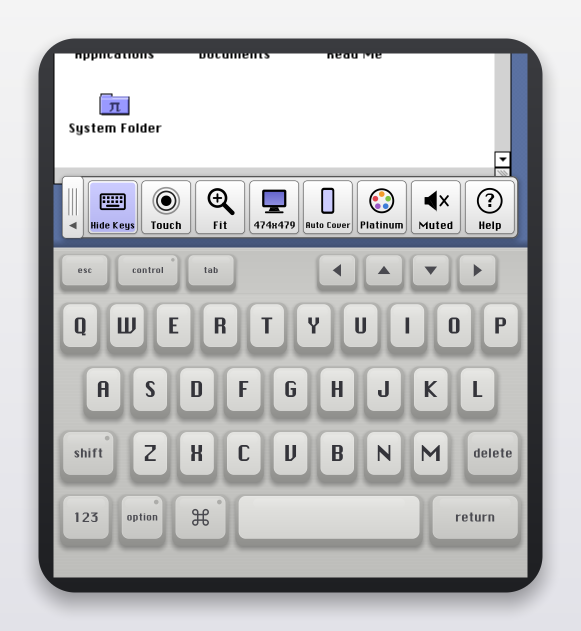 Applications Documents Read Me
System Folder
Hide Keys Touch Fit 474x479 Auto Cover Platinum Muted Help
esc control tab
Q W E R T Y U I O P
A S D F G H J K L
shift Z X C V B N M delete
123 option ⌘ return